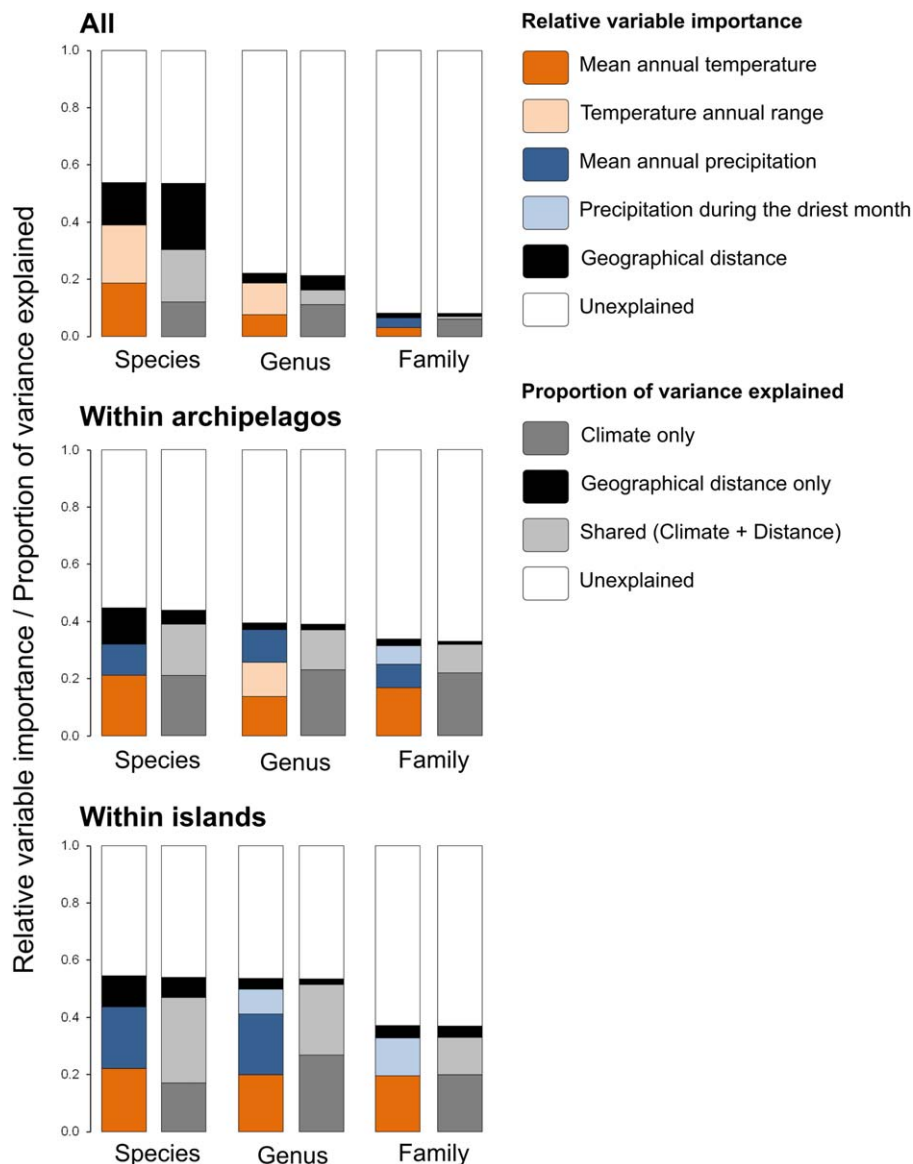 All
1.0
0.8
0.6
0.4
0.2
0.0
Species Genus Family
Within archipelagos
1.0
0.8
0.6
0.4
0.2
0.0
Species Genus Family
Within islands
1.0
0.8
0.6
0.4
0.2
0.0
Species Genus Family
Relative variable importance / Proportion of variance explained
Relative variable importance
Mean annual temperature
Temperature annual range
Mean annual precipitation
Precipitation during the driest month
Geographical distance
Unexplained
Proportion of variance explained
Climate only
Geographical distance only
Shared (Climate + Distance)
Unexplained